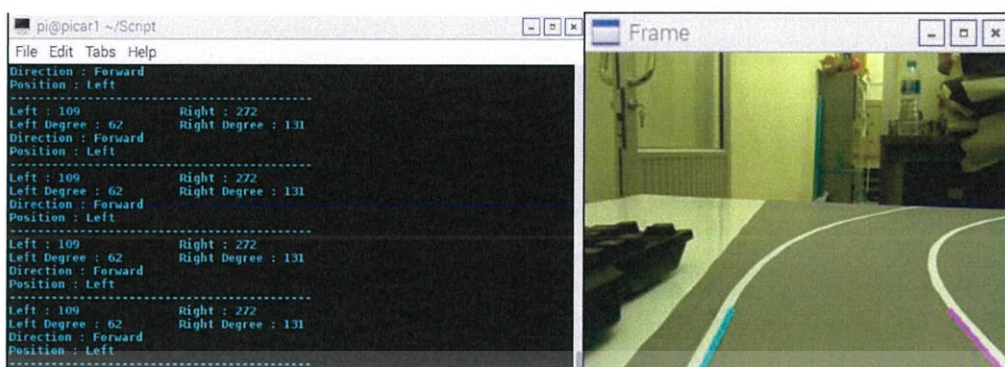 pi@picar1 ~/Script
File Edit Tabs Help
Direction : Forward
Position : Left
----------------------------------------------
Left : 109 Right : 272
Left Degree : 62 Right Degree : 131
Direction : Forward
Position : Left
----------------------------------------------
Left : 109 Right : 272
Left Degree : 62 Right Degree : 131
Direction : Forward
Position : Left
----------------------------------------------
Left : 109 Right : 272
Left Degree : 62 Right Degree : 131
Direction : Forward
Position : Left
----------------------------------------------
Left : 109 Right : 272
Left Degree : 62 Right Degree : 131
Direction : Forward
Position : Left
----------------------------------------------
Frame